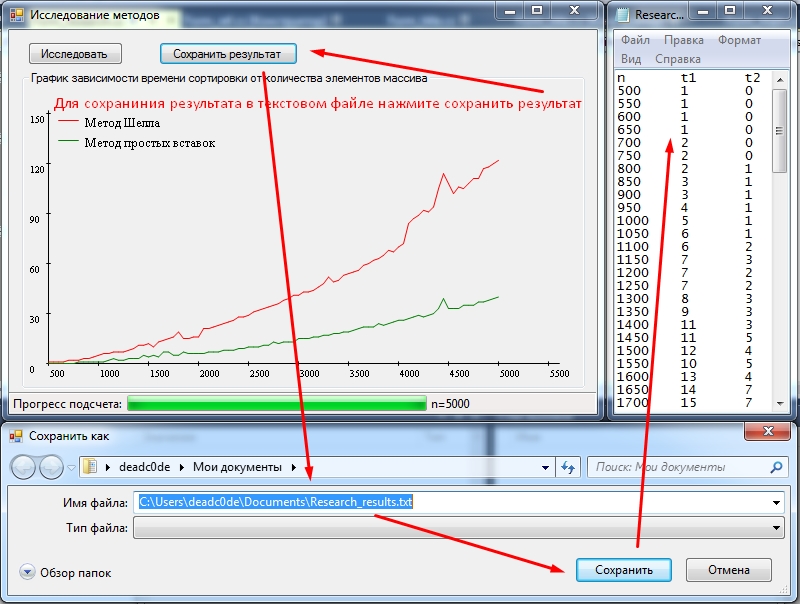 Исследование методов
Исследовать
Сохранить результат
График зависимости времени сортировки от количества элементов массива
Для сохраниния результата в текстовом файле нажмите сохранить результат
Метод Шелла
Метод простых вставок
150
120
90
60
30
0
500 1000 1500 2000 2500 3000 3500 4000 4500 5000 5500
Прогресс подсчета:
n=5000
Researc...
Файл Правка Формат
Вид Справка
n t1 t2
500 1 0
550 1 0
600 1 0
650 1 0
700 2 0
750 2 0
800 2 1
850 3 1
900 3 1
950 4 1
1000 5 1
1050 6 1
1100 6 2
1150 7 3
1200 7 2
1250 7 2
1300 8 3
1350 9 3
1400 11 3
1450 11 5
1500 12 4
1550 10 5
1600 13 4
1650 14 7
1700 15 7
Сохранить как
deadc0de Мои документы
Поиск: Мои документы
Имя файла: C:\Users\deadc0de\Documents\Research_results.txt
Тип файла:
Обзор папок
Сохранить
Отмена